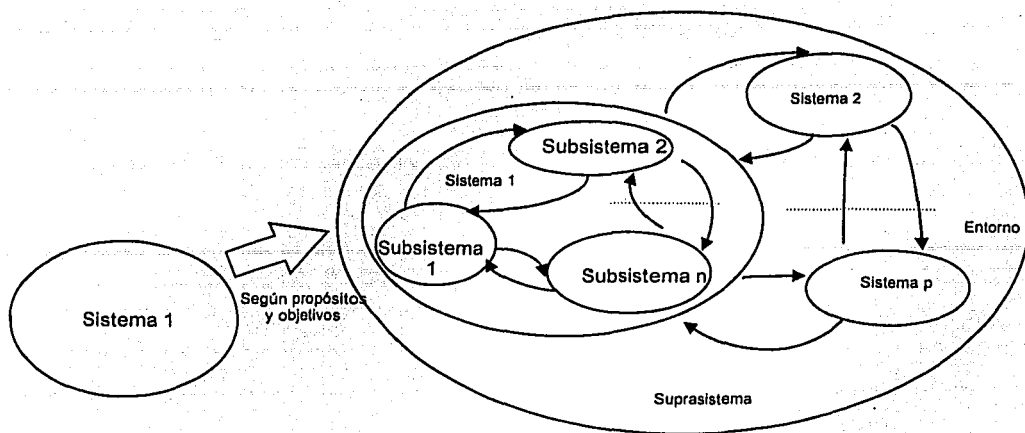 Sistema 1
Según propósitos
y objetivos
Sistema 1
Subsistema 2
Subsistema
1
Subsistema n
Sistema 2
Entorno
Sistema p
Suprasistema